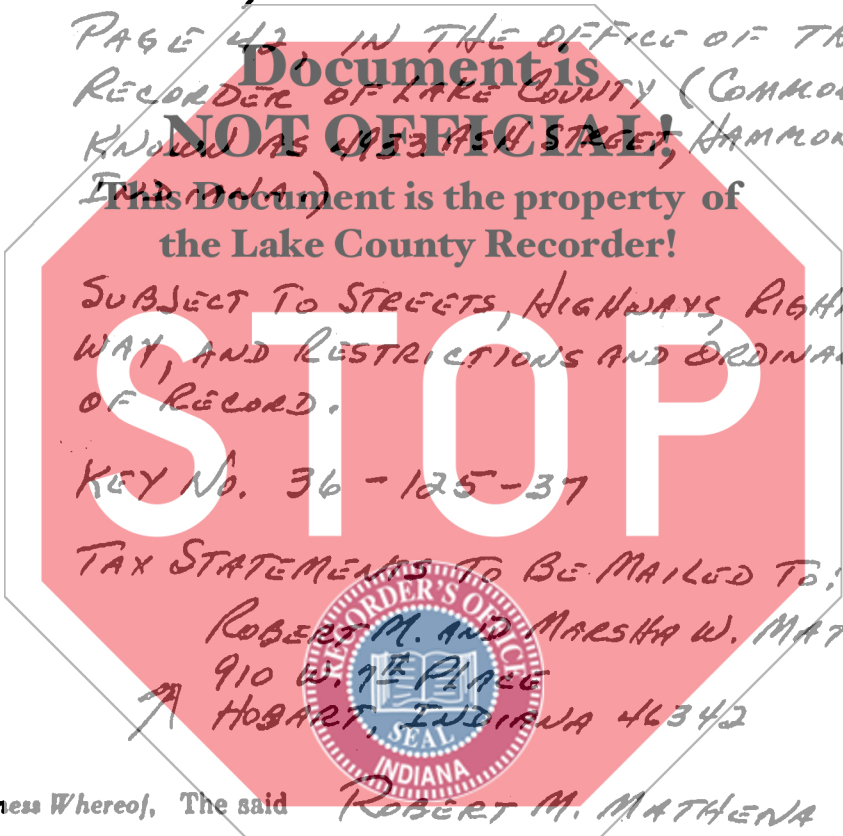 PAGE 42, IN THE OFFICE OF
Document is
RECORDER OF LAKE COUNTY (COMMO
NOT OFFICIAL!
KNOWN AS 4933 ASH STREET, HAMMON
This Document is the property of
INDIANA.)
the Lake County Recorder!
SUBJECT TO STREETS, HIGHWAYS, RIGH
WAY, AND RESTRICTIONS AND ORDINA
OF RECORD.
STOP
KEY NO. 36-125-37
TAX STATEMENTS TO BE MAILED TO:
RECORDER'S OFFICE
ROBERT M. AND MARSHA W. MAT
910 W. 7TH PLACE
HOBART, INDIANA 46342
SEAL
INDIANA
ness Whereof, The said ROBERT M. MATHENA